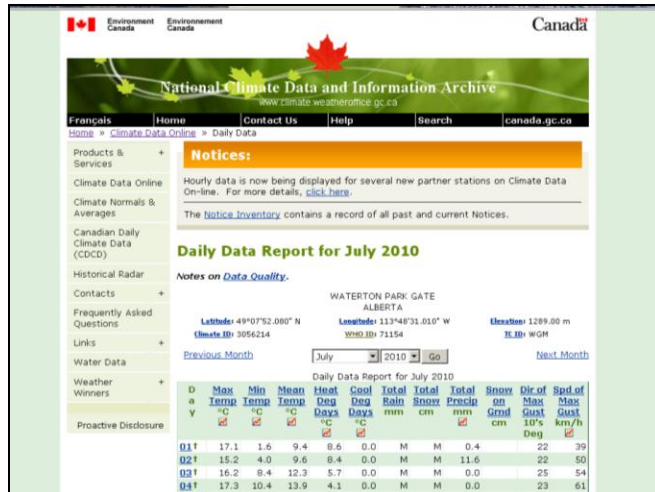 Environment Canada
Environnement Canada
Canada
National Climate Data and Information Archive
www.climate.weatheroffice.gc.ca
Français Home Contact Us Help Search canada.gc.ca
Home » Climate Data Online » Daily Data
Products & Services +
Climate Data Online
Climate Normals & Averages
Canadian Daily Climate Data (CDCD)
Historical Radar
Contacts +
Frequently Asked Questions
Links +
Water Data
Weather Winners +
Proactive Disclosure
Notices:
Hourly data is now being displayed for several new partner stations on Climate Data
On-line. For more details, click here.
The Notice Inventory contains a record of all past and current Notices.
Daily Data Report for July 2010
Notes on Data Quality.
WATERTON PARK GATE
ALBERTA
Latitude: 49°07'52.080" N Longitude: 113°48'31.010" W Elevation: 1289.00 m
Climate ID: 3056214 WMO ID: 71154 TC ID: WGM
Previous Month July 2010 Go Next Month
Daily Data Report for July 2010
Day Max Temp °C Min Temp °C Mean Temp °C Heat Deg Days °C Cool Deg Days °C Total Rain mm Total Snow cm Total Precip mm Snow on Grnd cm Dir of Max Gust 10's Deg Spd of Max Gust km/h
01† 17.1 1.6 9.4 8.6 0.0 M M 0.4 22 39
02† 15.2 4.0 9.6 8.4 0.0 M M 11.6 22 50
03† 16.2 8.4 12.3 5.7 0.0 M M 0.0 25 54
04† 17.3 10.4 13.9 4.1 0.0 M M 0.0 23 61